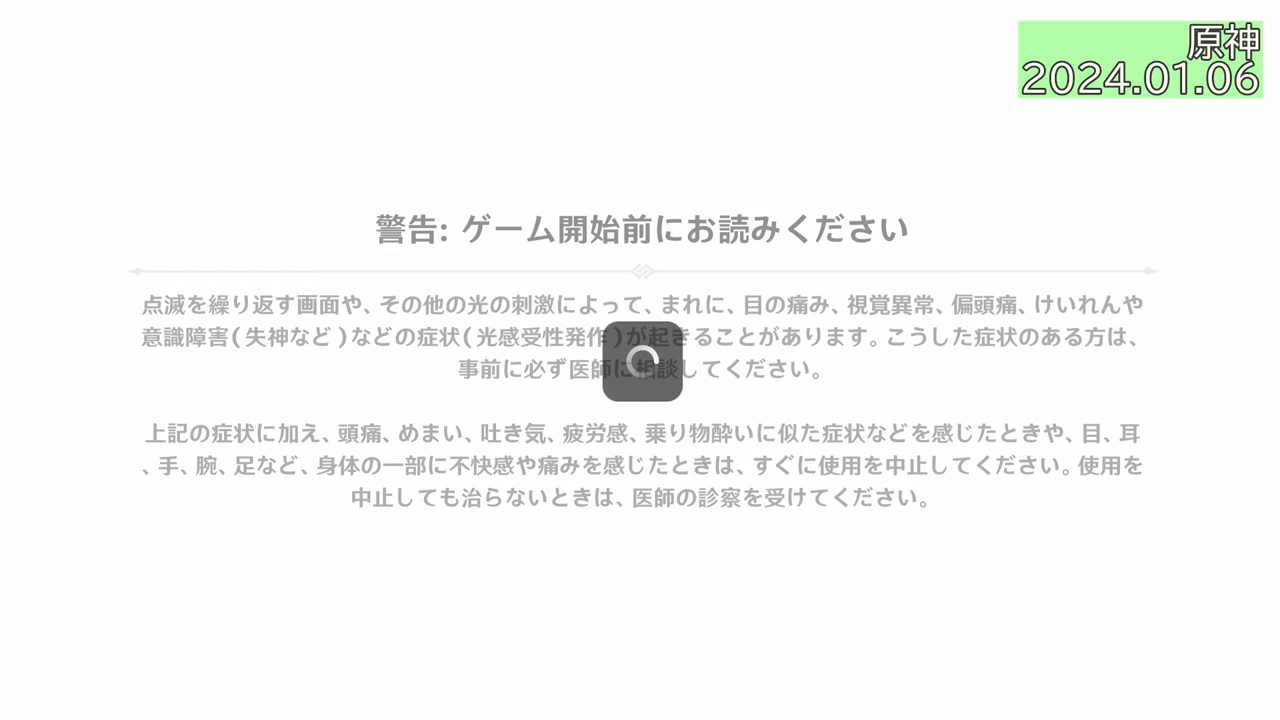 原神
2024.01.06
警告: ゲーム開始前にお読みください
点滅を繰り返す画面や、その他の光の刺激によって、まれに、目の痛み、視覚異常、偏頭痛、けいれんや
意識障害(失神など)などの症状(光感受性発作)が起きることがあります。こうした症状のある方は、
事前に必ず医師に相談してください。
上記の症状に加え、頭痛、めまい、吐き気、疲労感、乗り物酔いに似た症状などを感じたときや、目、耳
、手、腕、足など、身体の一部に不快感や痛みを感じたときは、すぐに使用を中止してください。使用を
中止しても治らないときは、医師の診察を受けてください。